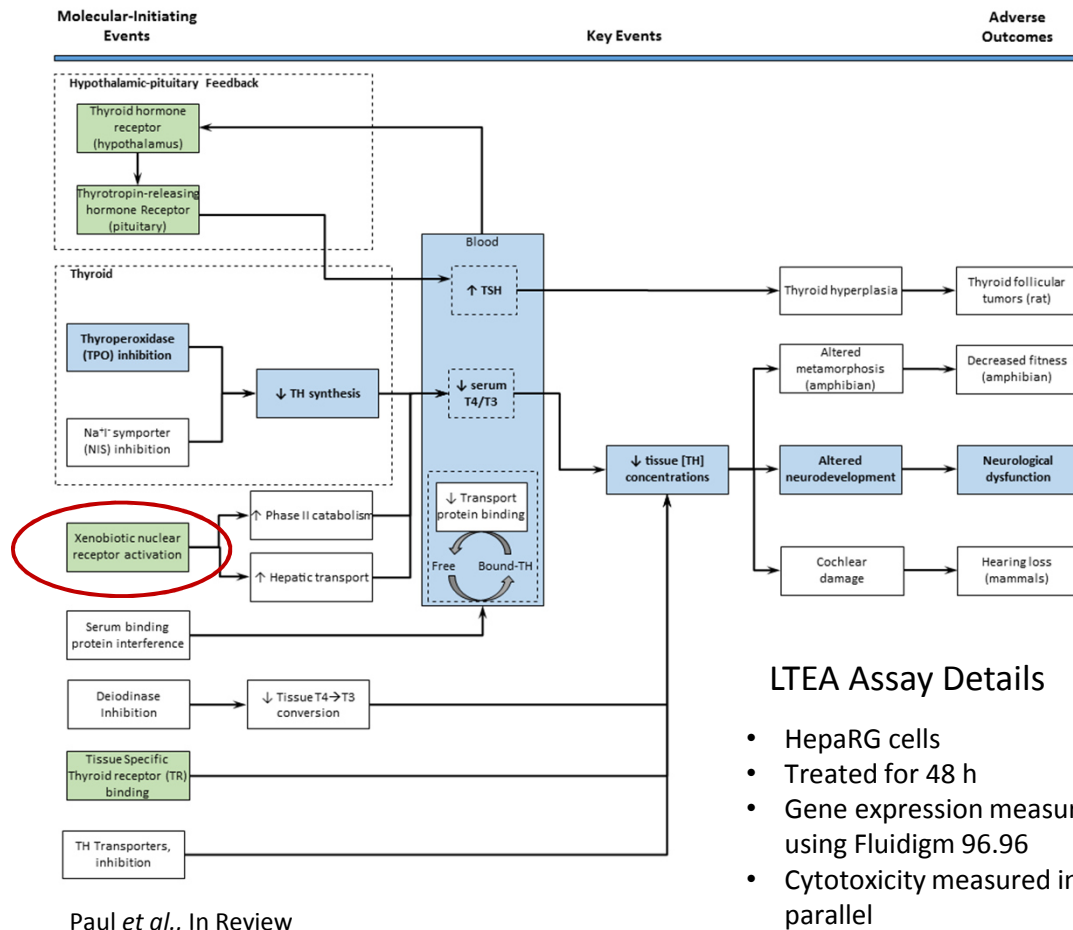 Molecular-Initiating
Events
Key Events
Adverse
Outcomes
Hypothalamic-pituitary Feedback
Thyroid hormone
receptor
(hypothalamus)
Thyrotropin-releasing
hormone Receptor
(pituitary)
Blood
↑ TSH
Thyroid hyperplasia
Thyroid follicular
tumors (rat)
Thyroid
Thyroperoxidase
(TPO) inhibition
↓ TH synthesis
↓ serum
T4/T3
Altered
metamorphosis
(amphibian)
Decreased fitness
(amphibian)
Na⁺I⁻ symporter
(NIS) inhibition
↓ tissue [TH]
concentrations
Altered
neurodevelopment
Neurological
dysfunction
Xenobiotic nuclear
receptor activation
↑ Phase II catabolism
↑ Hepatic transport
↓ Transport
protein binding
Free
Bound-TH
Cochlear
damage
Hearing loss
(mammals)
Serum binding
protein interference
Deiodinase
Inhibition
↓ Tissue T4→T3
conversion
Tissue Specific
Thyroid receptor (TR)
binding
TH Transporters,
inhibition
LTEA Assay Details
• HepaRG cells
• Treated for 48 h
• Gene expression
using Fluidigm 96.96
• Cytotoxicity measured
parallel
Paul et al., In Review